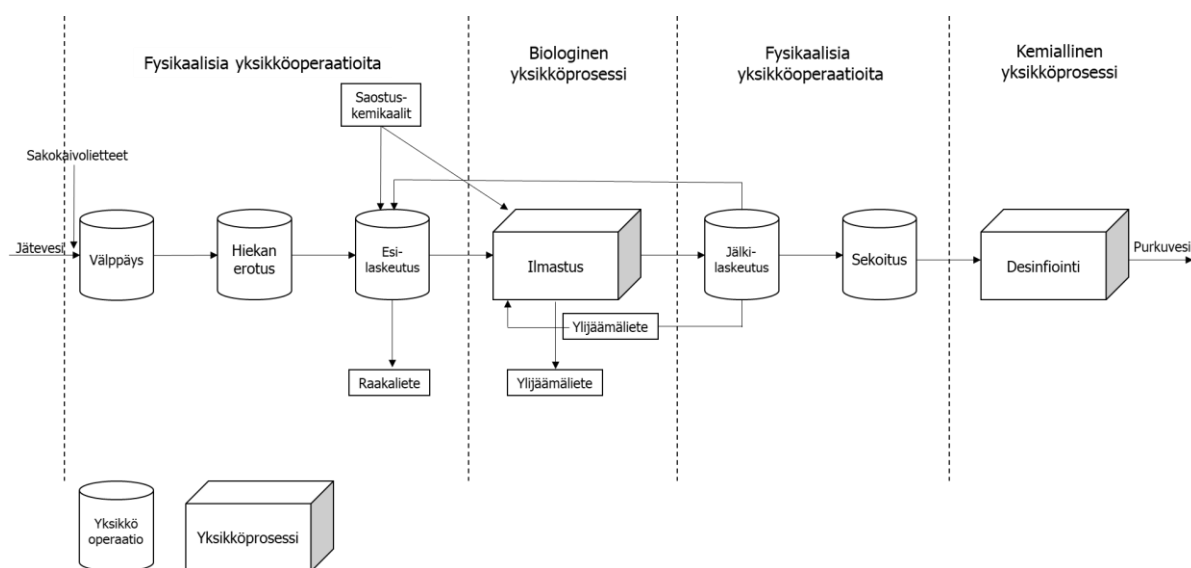 Fysikaalisia yksikköoperaatioita
Biologinen
yksikköprosessi
Fysikaalisia
yksikköoperaatioita
Kemiallinen
yksikköprosessi
Saostus-
kemikaalit
Sakokaivolietteet
Jätevesi
Välppäys
Hiekan
erotus
Esi-
laskeutus
Ilmastus
Jälki-
laskeutus
Sekoitus
Desinfiointi
Purkuvesi
Ylijäämäliete
Raakaliete
Ylijäämäliete
Yksikkö
operaatio
Yksikköprosessi